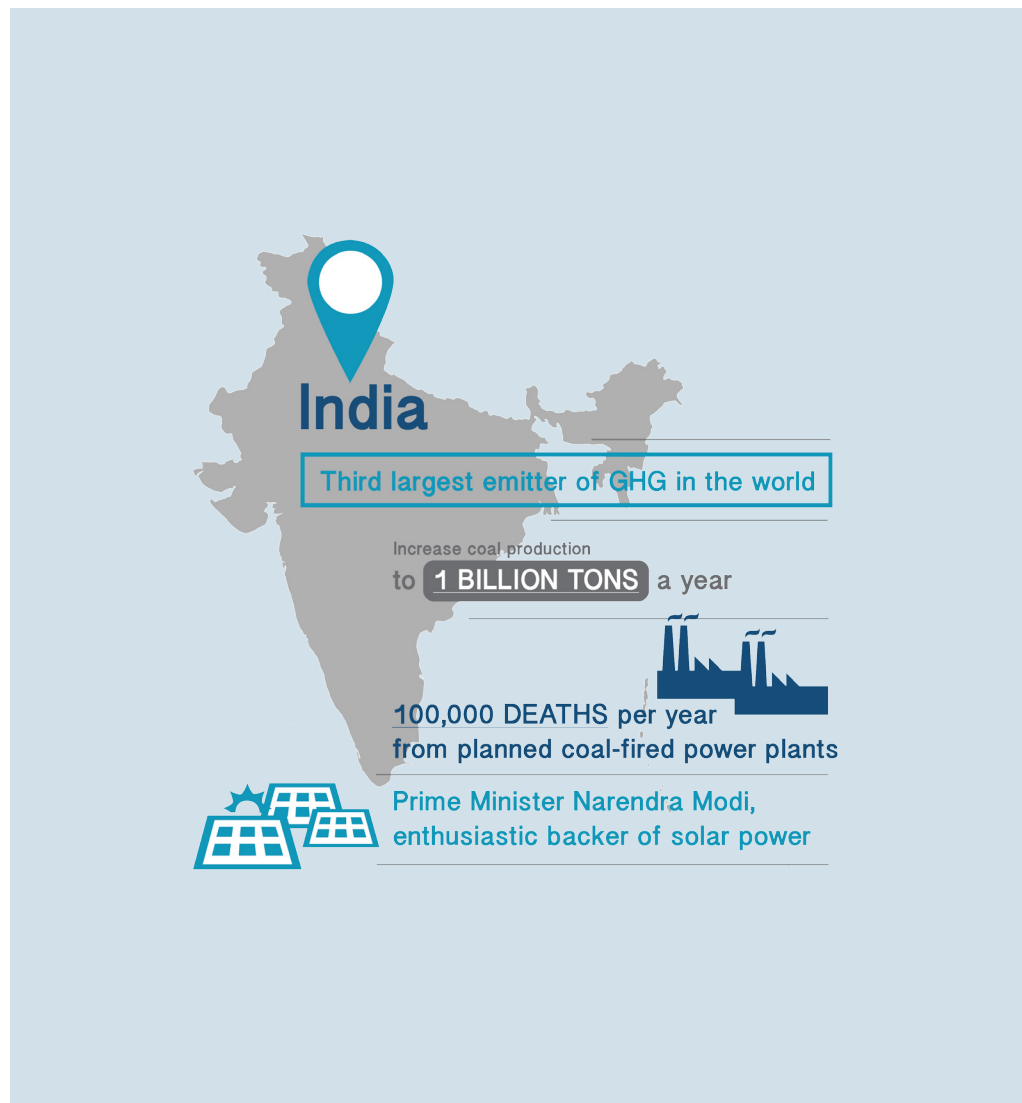 India
Third largest emitter of GHG in the world
Increase coal production
to 1 BILLION TONS a year
100,000 DEATHS per year
from planned coal-fired power plants
Prime Minister Narendra Modi,
enthusiastic backer of solar power